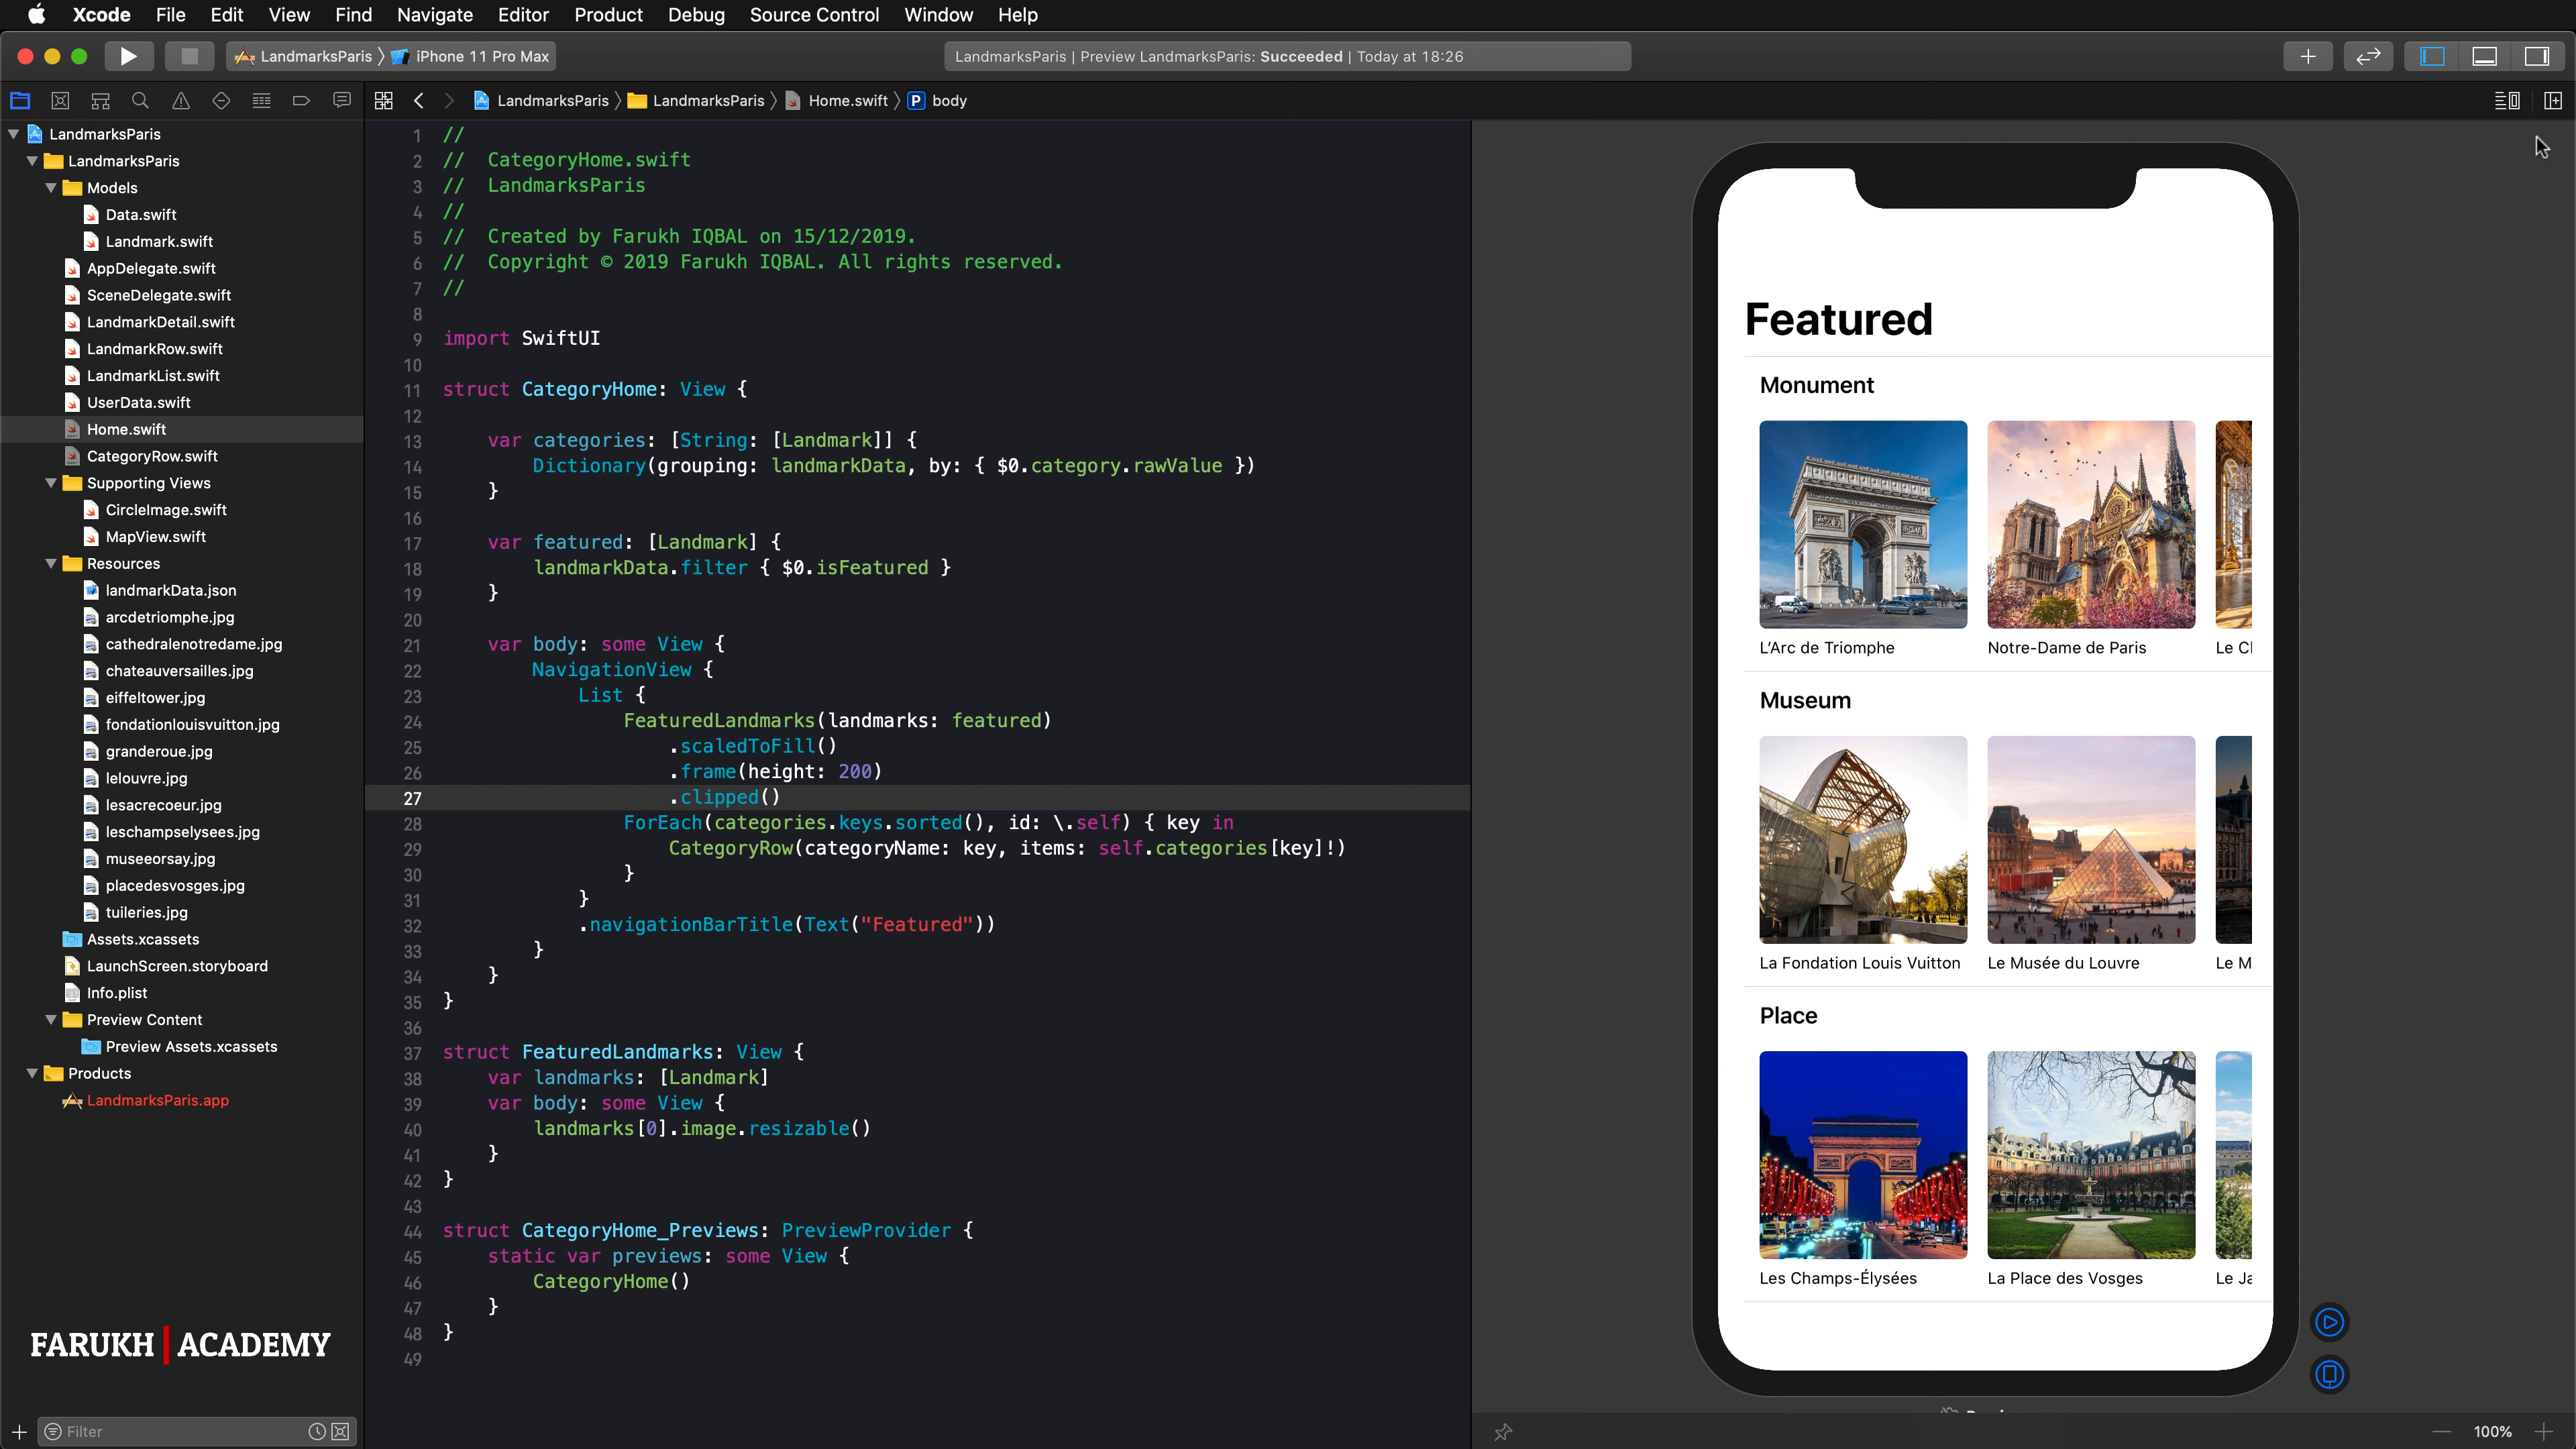 Xcode File Edit View Find Navigate Editor Product Debug Source Control Window Help
LandmarksParis 〉 iPhone 11 Pro Max
LandmarksParis | Preview LandmarksParis: Succeeded | Today at 18:26
LandmarksParis 〉 LandmarksParis 〉 Home.swift 〉 P body
LandmarksParis
LandmarksParis
Models
Data.swift
Landmark.swift
AppDelegate.swift
SceneDelegate.swift
LandmarkDetail.swift
LandmarkRow.swift
LandmarkList.swift
UserData.swift
Home.swift
CategoryRow.swift
Supporting Views
CircleImage.swift
MapView.swift
Resources
landmarkData.json
arcdetriomphe.jpg
cathedralenotredame.jpg
chateauversailles.jpg
eiffeltower.jpg
fondationlouisvuitton.jpg
granderoue.jpg
lelouvre.jpg
lesacrecoeur.jpg
leschampselysees.jpg
museeorsay.jpg
placedesvosges.jpg
tuileries.jpg
Assets.xcassets
LaunchScreen.storyboard
Info.plist
Preview Content
Preview Assets.xcassets
Products
LandmarksParis.app
FARUKH | ACADEMY
Filter
1 //
2 //  CategoryHome.swift
3 //  LandmarksParis
4 //
5 //  Created by Farukh IQBAL on 15/12/2019.
6 //  Copyright © 2019 Farukh IQBAL. All rights reserved.
7 //
8
9 import SwiftUI
10
11 struct CategoryHome: View {
12
13     var categories: [String: [Landmark]] {
14         Dictionary(grouping: landmarkData, by: { $0.category.rawValue })
15     }
16
17     var featured: [Landmark] {
18         landmarkData.filter { $0.isFeatured }
19     }
20
21     var body: some View {
22         NavigationView {
23             List {
24                 FeaturedLandmarks(landmarks: featured)
25                     .scaledToFill()
26                     .frame(height: 200)
27                     .clipped()
28                 ForEach(categories.keys.sorted(), id: \.self) { key in
29                     CategoryRow(categoryName: key, items: self.categories[key]!)
30                 }
31             }
32             .navigationBarTitle(Text("Featured"))
33         }
34     }
35 }
36
37 struct FeaturedLandmarks: View {
38     var landmarks: [Landmark]
39     var body: some View {
40         landmarks[0].image.resizable()
41     }
42 }
43
44 struct CategoryHome_Previews: PreviewProvider {
45     static var previews: some View {
46         CategoryHome()
47     }
48 }
49
Featured
Monument
L'Arc de Triomphe Notre-Dame de Paris Le Cl
Museum
La Fondation Louis Vuitton Le Musée du Louvre Le M
Place
Les Champs-Élysées La Place des Vosges Le Ja
100%